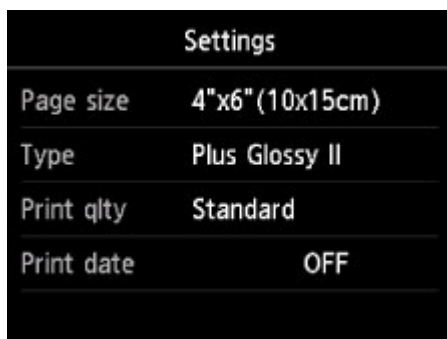 Settings
Page size 4"x6"(10x15cm)
Type Plus Glossy II
Print qlty Standard
Print date OFF